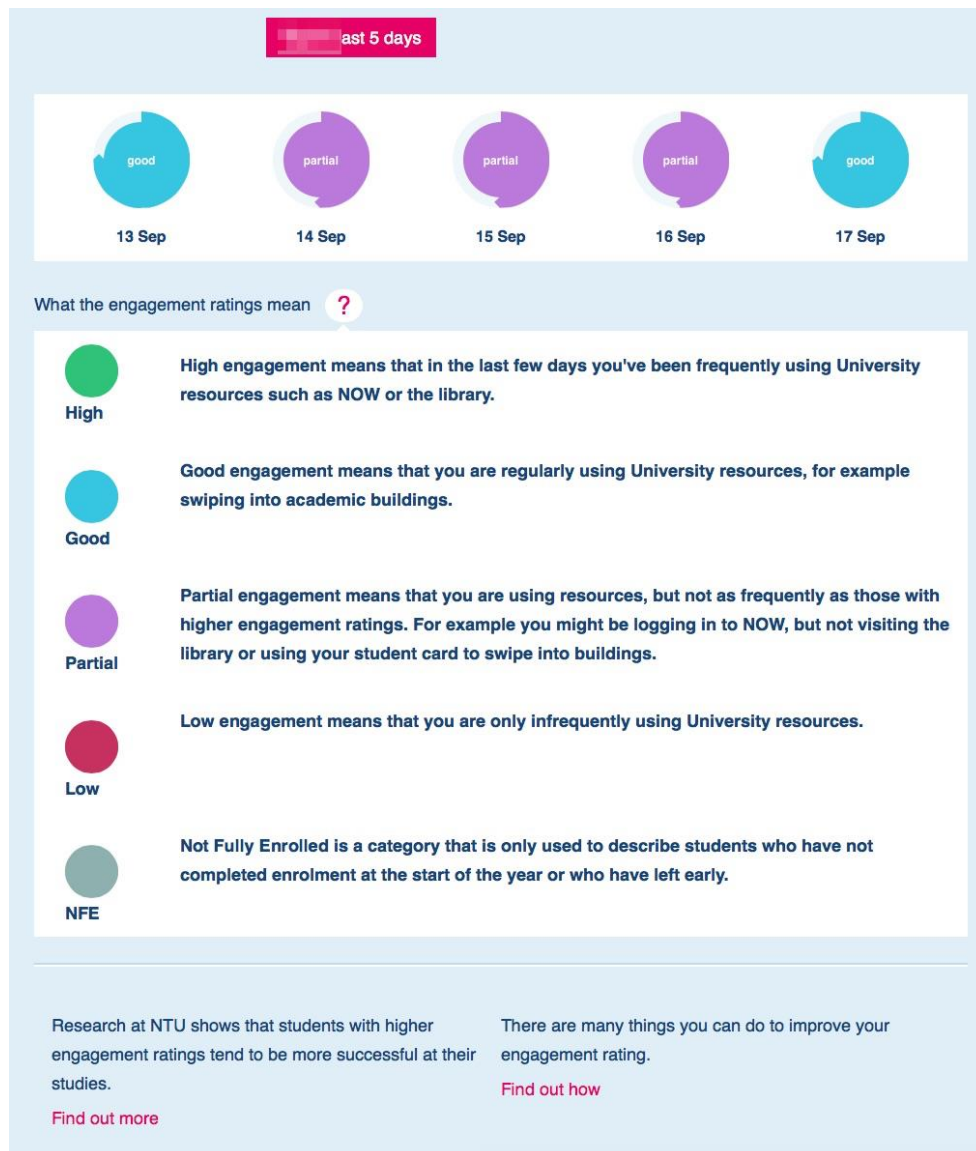 ast 5 days
good partial partial partial good
13 Sep 14 Sep 15 Sep 16 Sep 17 Sep
What the engagement ratings mean ?
High engagement means that in the last few days you've been frequently using University
resources such as NOW or the library.
High
Good engagement means that you are regularly using University resources, for example
swiping into academic buildings.
Good
Partial engagement means that you are using resources, but not as frequently as those with
higher engagement ratings. For example you might be logging in to NOW, but not visiting the
library or using your student card to swipe into buildings.
Partial
Low engagement means that you are only infrequently using University resources.
Low
Not Fully Enrolled is a category that is only used to describe students who have not
completed enrolment at the start of the year or who have left early.
NFE
Research at NTU shows that students with higher
engagement ratings tend to be more successful at their
studies.
Find out more
There are many things you can do to improve your
engagement rating.
Find out how